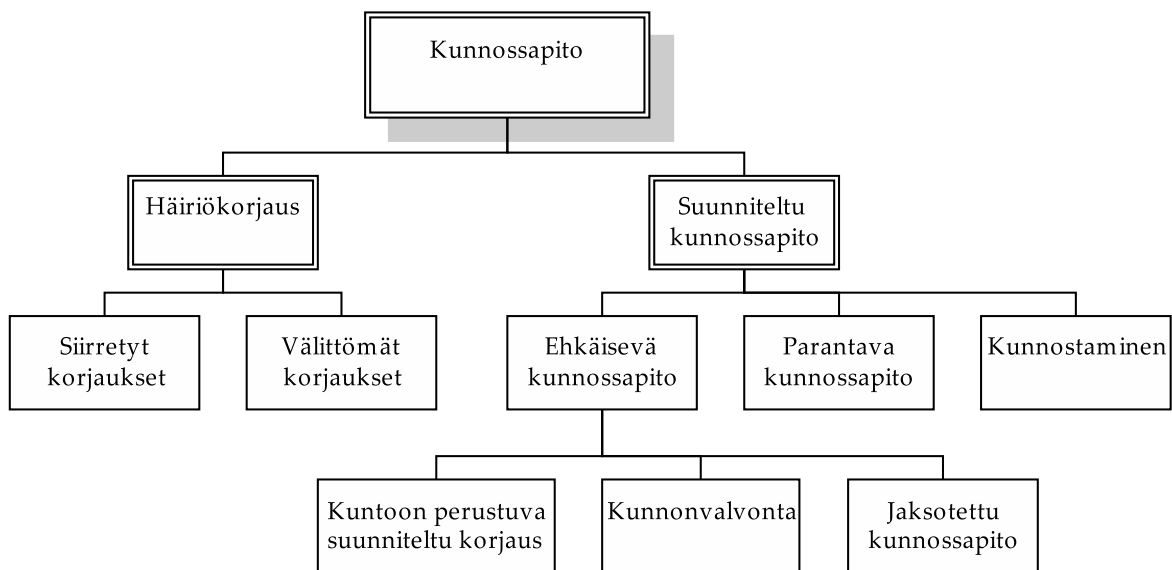 Kunnossapito
Häiriökorjaus
Suunniteltu
kunnossapito
Siirretyt
korjaukset
Välittömät
korjaukset
Ehkäisevä
kunnossapito
Parantava
kunnossapito
Kunnostaminen
Kuntoon perustuva
suunniteltu korjaus
Kunnonvalvonta
Jaksotettu
kunnossapito